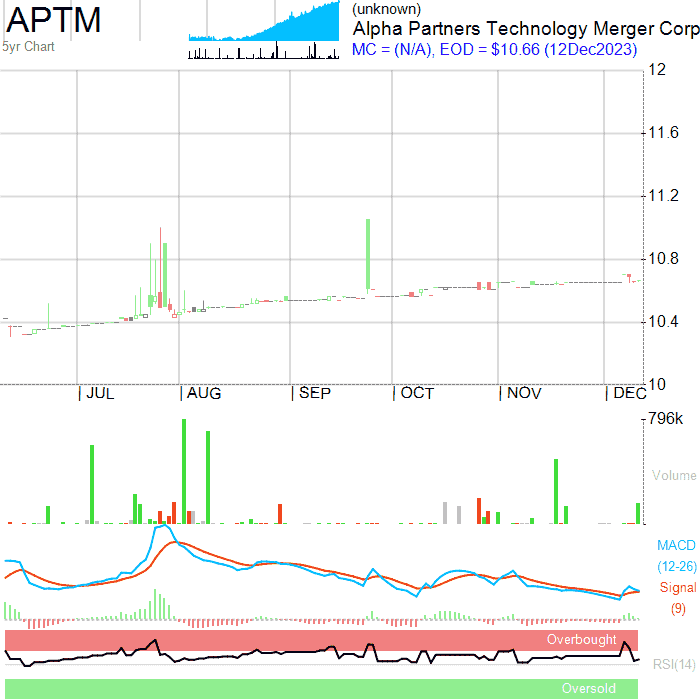 APTM
(unknown)
Alpha Partners Technology Merger Corp
5yr Chart
MC = (N/A), EOD = $10.66 (12Dec2023)
12
11.6
11.2
10.8
10.4
10
JUL AUG SEP OCT NOV DEC
796k
Volume
MACD
(12-26)
Signal
(9)
Overbought
RSI(14)
Oversold